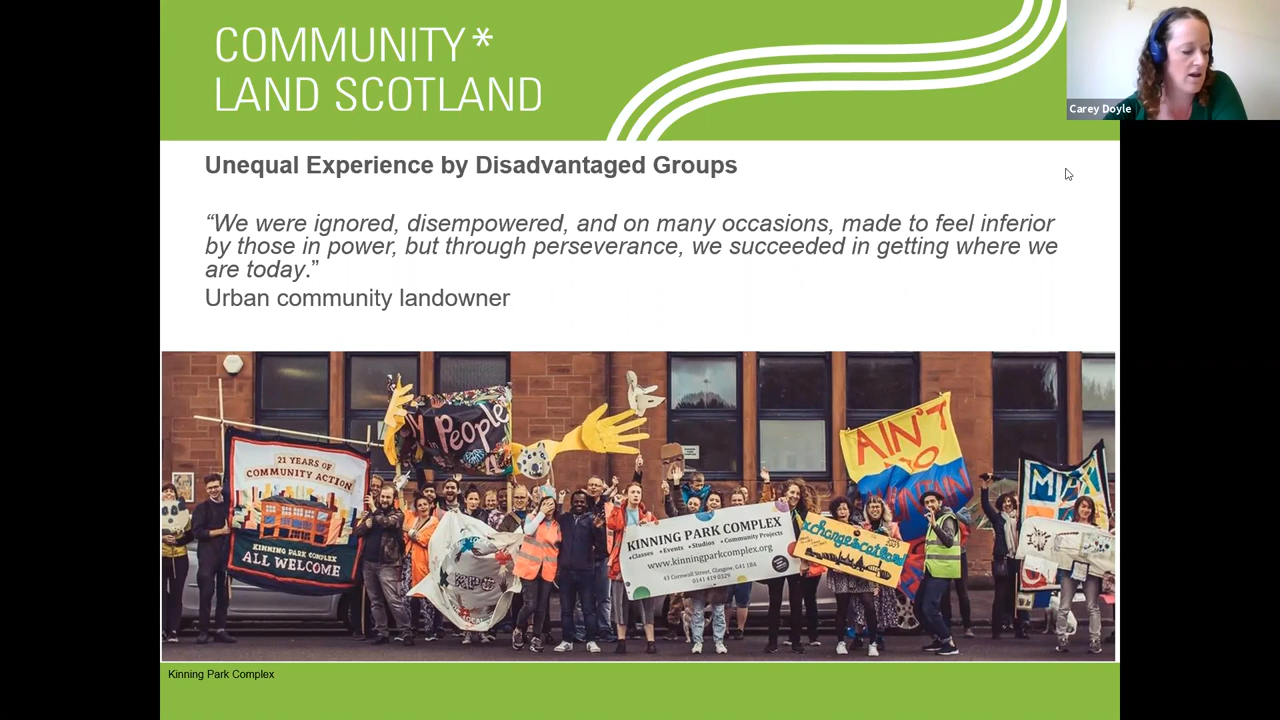 COMMUNITY*
LAND SCOTLAND
Carey Doyle
Unequal Experience by Disadvantaged Groups
“We were ignored, disempowered, and on many occasions, made to feel inferior
by those in power, but through perseverance, we succeeded in getting where we
are today.”
Urban community landowner
People
AIN'T
NO
21 YEARS OF
COMMUNITY ACTION
KINNING PARK COMPLEX
ALL WELCOME
KPC
KINNING PARK COMPLEX
•Classes •Events •Studios •Community Projects
www.kinningparkcomplex.org
43 Cornwall Street, Glasgow, G41 1BA
0141 419 0329
Kinning Park Complex